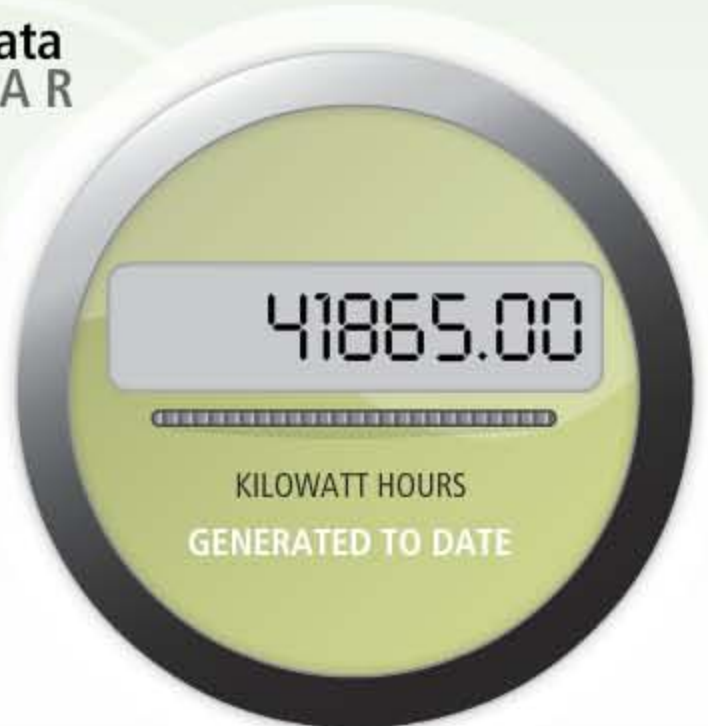 ata
A R
41865.00
KILOWATT HOURS
GENERATED TO DATE